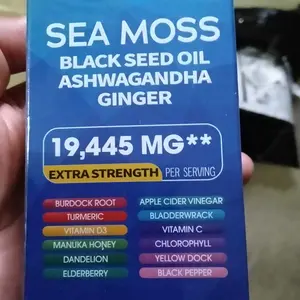 SEA MOSS
BLACK SEED OIL
ASHWAGANDHA
GINGER
19,445 MG**
EXTRA STRENGTH PER SERVING
BURDOCK ROOT APPLE CIDER VINEGAR
TURMERIC BLADDERWRACK
VITAMIN D3 VITAMIN C
MANUKA HONEY CHLOROPHYLL
DANDELION YELLOW DOCK
ELDERBERRY BLACK PEPPER